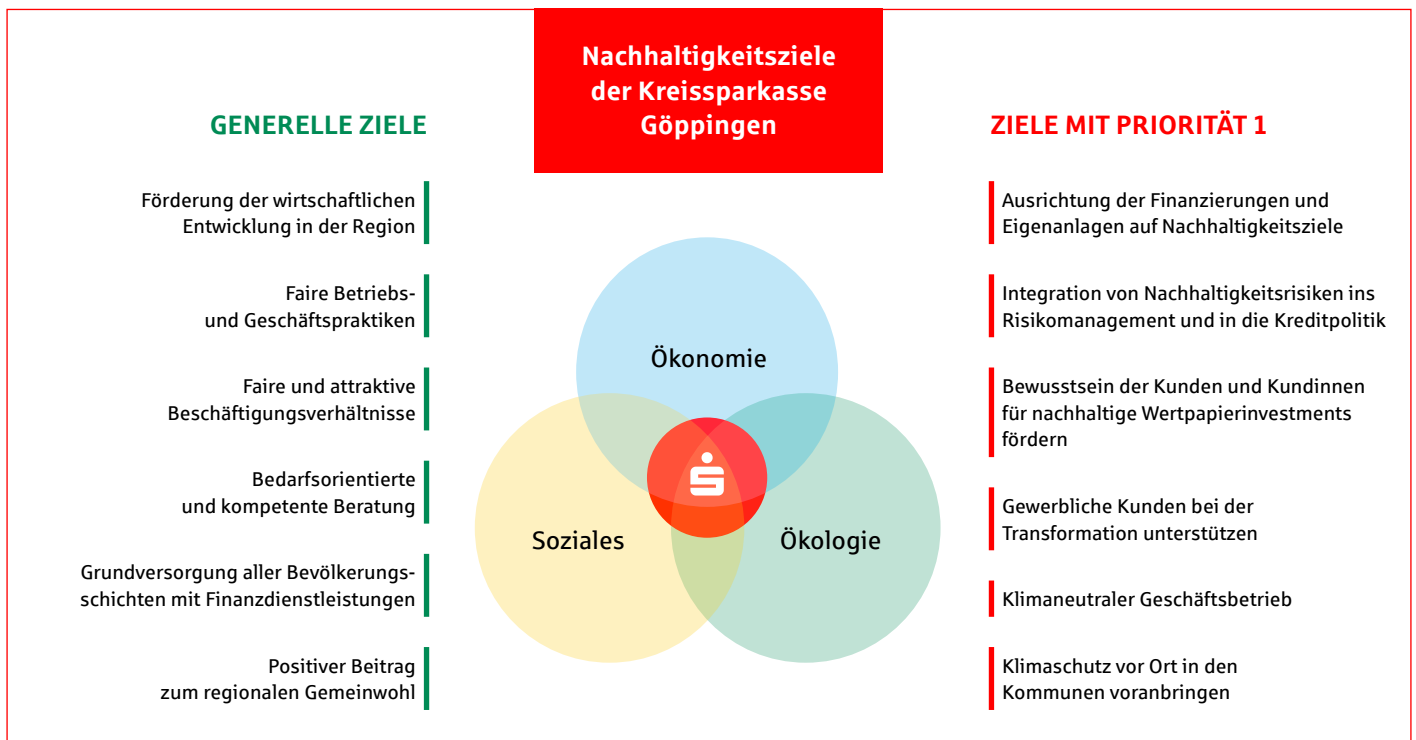 Nachhaltigkeitsziele
der Kreissparkasse
Göppingen
GENERELLE ZIELE
Förderung der wirtschaftlichen
Entwicklung in der Region
Faire Betriebs-
und Geschäftspraktiken
Faire und attraktive
Beschäftigungsverhältnisse
Bedarfsorientierte
und kompetente Beratung
Grundversorgung aller Bevölkerungs-
schichten mit Finanzdienstleistungen
Positiver Beitrag
zum regionalen Gemeinwohl
Ökonomie
Soziales
Ökologie
ZIELE MIT PRIORITÄT 1
Ausrichtung der Finanzierungen und
Eigenanlagen auf Nachhaltigkeitsziele
Integration von Nachhaltigkeitsrisiken ins
Risikomanagement und in die Kreditpolitik
Bewusstsein der Kunden und Kundinnen
für nachhaltige Wertpapierinvestments
fördern
Gewerbliche Kunden bei der
Transformation unterstützen
Klimaneutraler Geschäftsbetrieb
Klimaschutz vor Ort in den
Kommunen voranbringen